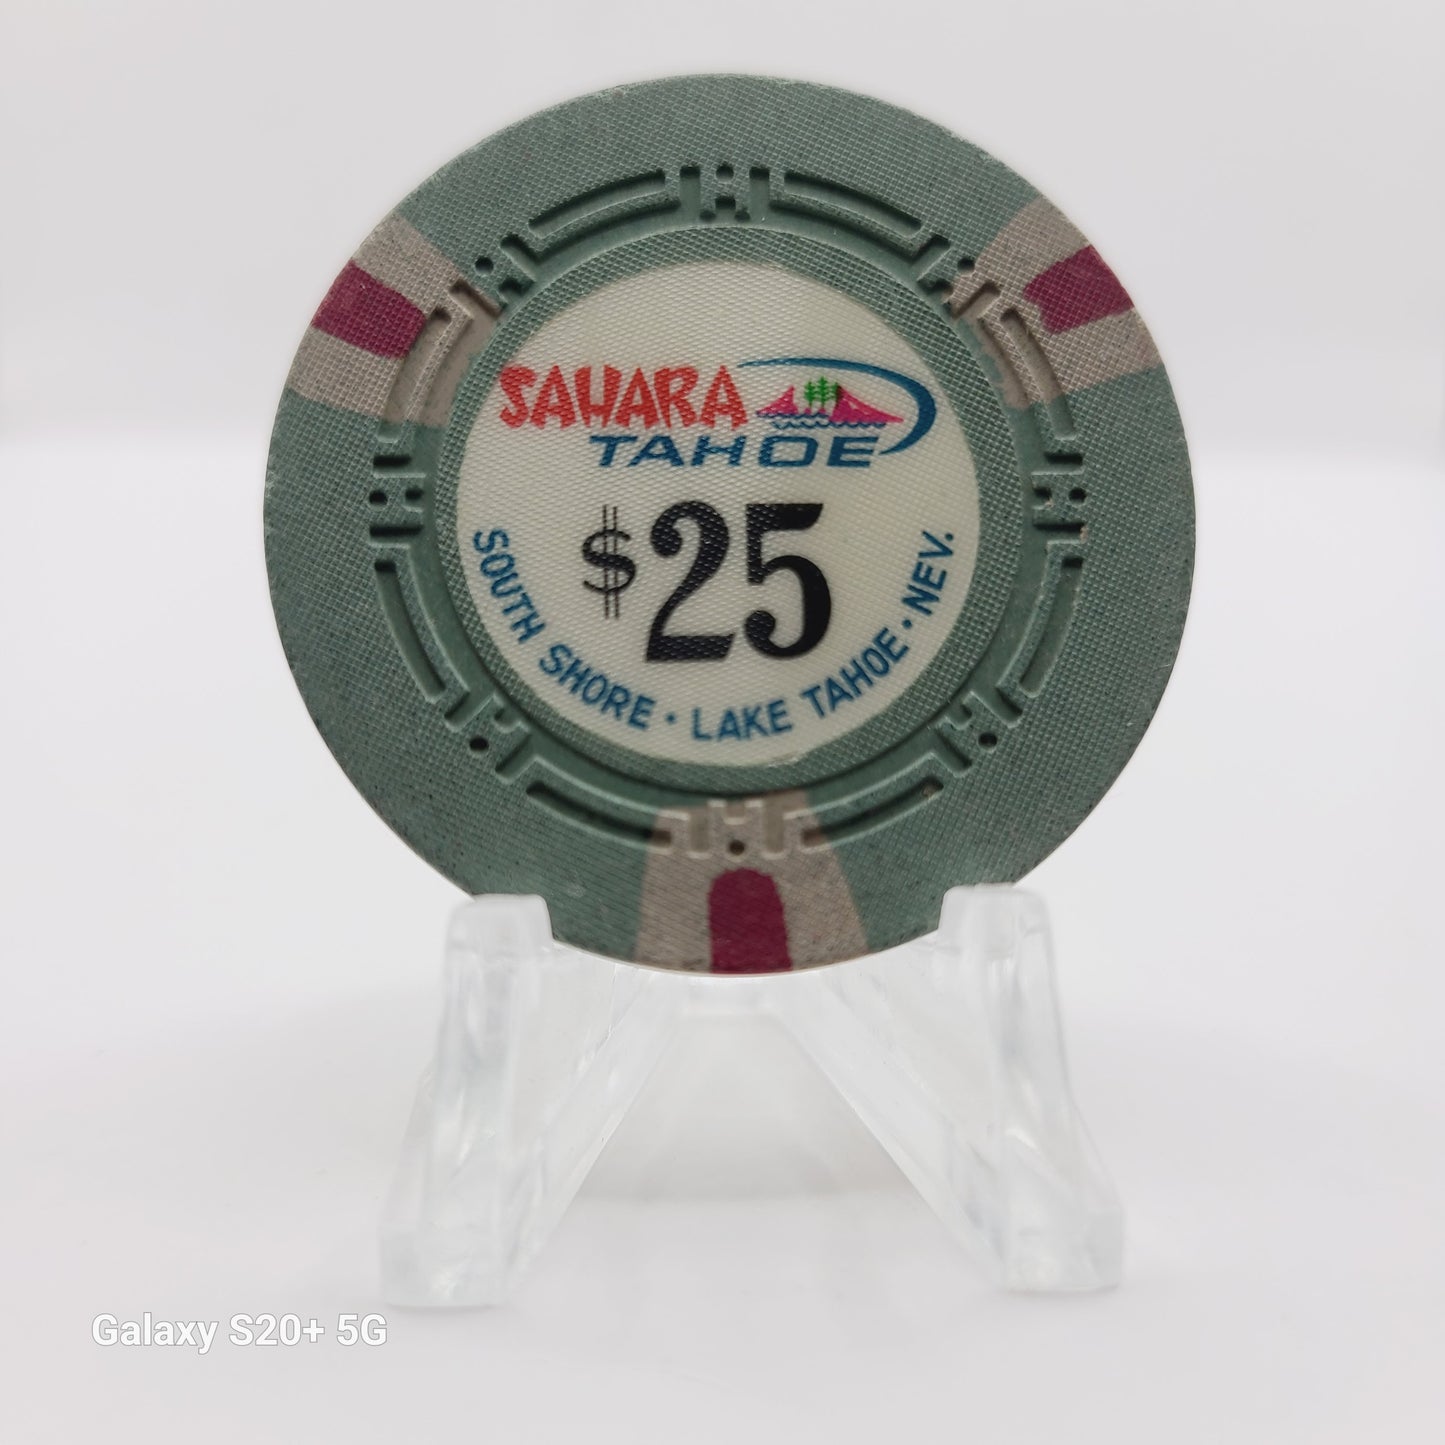 SAHARA
TAHOE
$25
SOUTH SHORE · LAKE TAHOE · NEV.
Galaxy S20+ 5G